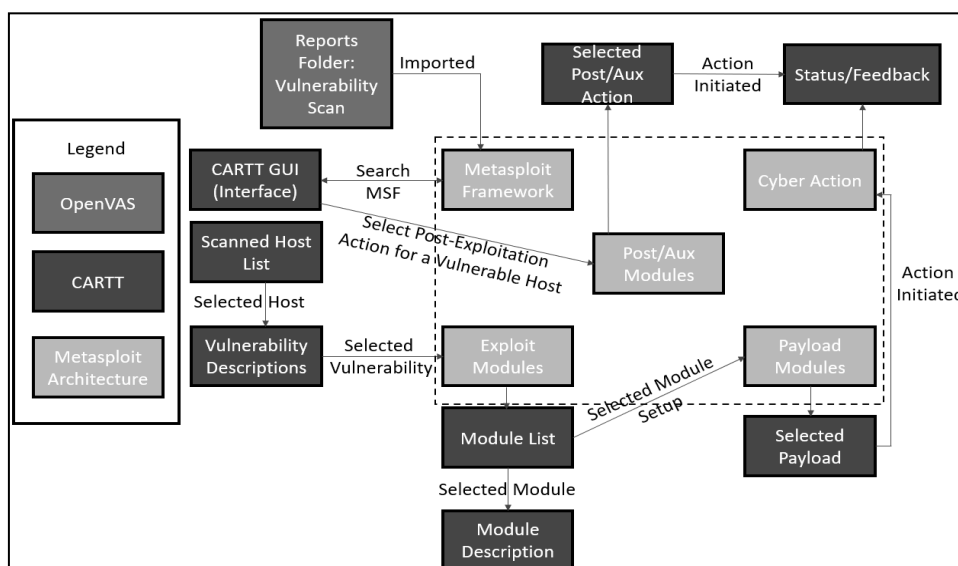 Reports
Folder:
Vulnerability
Scan
Imported
Selected
Post/Aux
Action
Action
Initiated
Status/Feedback
Legend
OpenVAS
CARTT
Metasploit
Architecture
CARTT GUI
(Interface)
Search
MSF
Metasploit
Framework
Cyber Action
Select Post-Exploitation
Action for a Vulnerable Host
Post/Aux
Modules
Scanned Host
List
Selected Host
Action
Initiated
Vulnerability
Descriptions
Selected
Vulnerability
Exploit
Modules
Selected Module
Setup
Payload
Modules
Module List
Selected
Payload
Selected Module
Module
Description